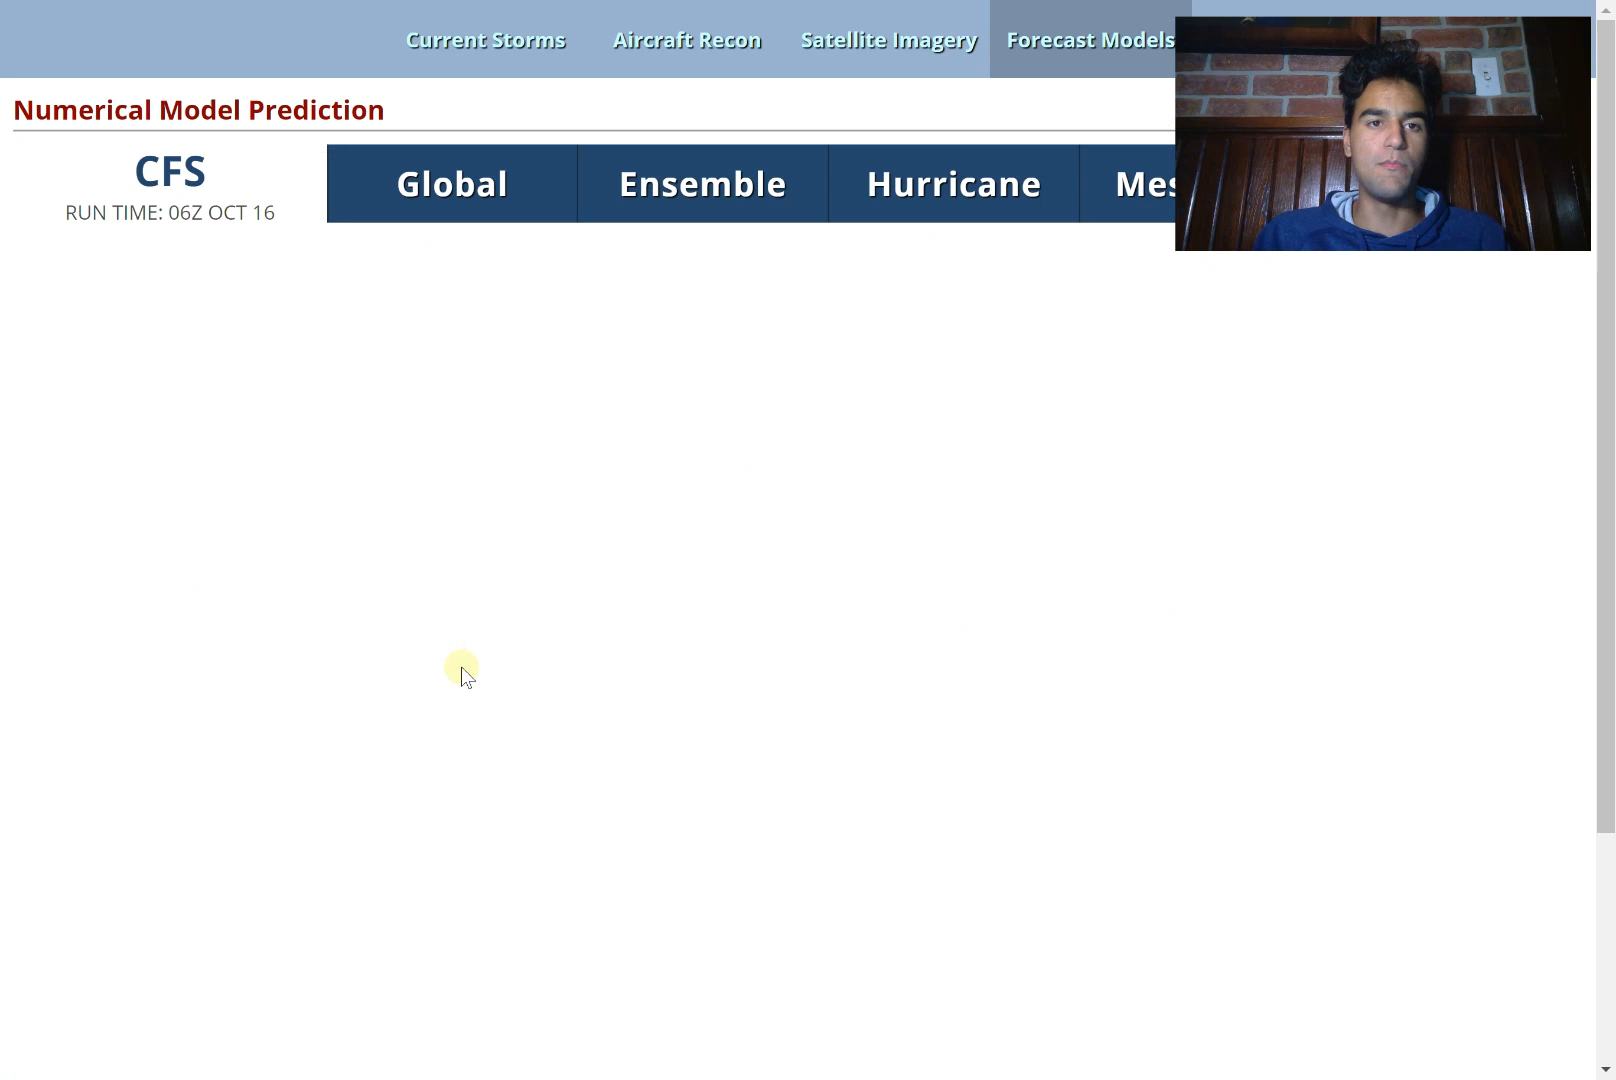 Current Storms Aircraft Recon Satellite Imagery Forecast Models
Numerical Model Prediction
CFS
RUN TIME: 06Z OCT 16
Global Ensemble Hurricane Mes